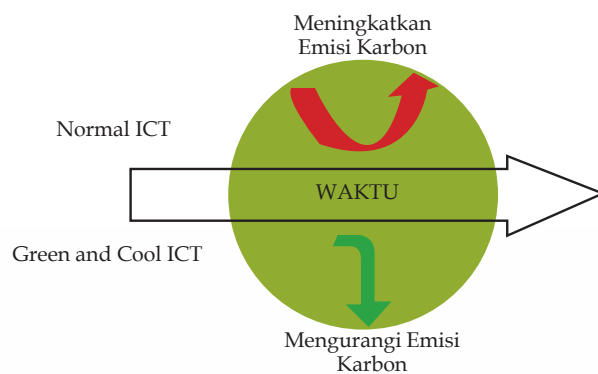 Meningkatkan
Emisi Karbon
Normal ICT
WAKTU
Green and Cool ICT
Mengurangi Emisi
Karbon